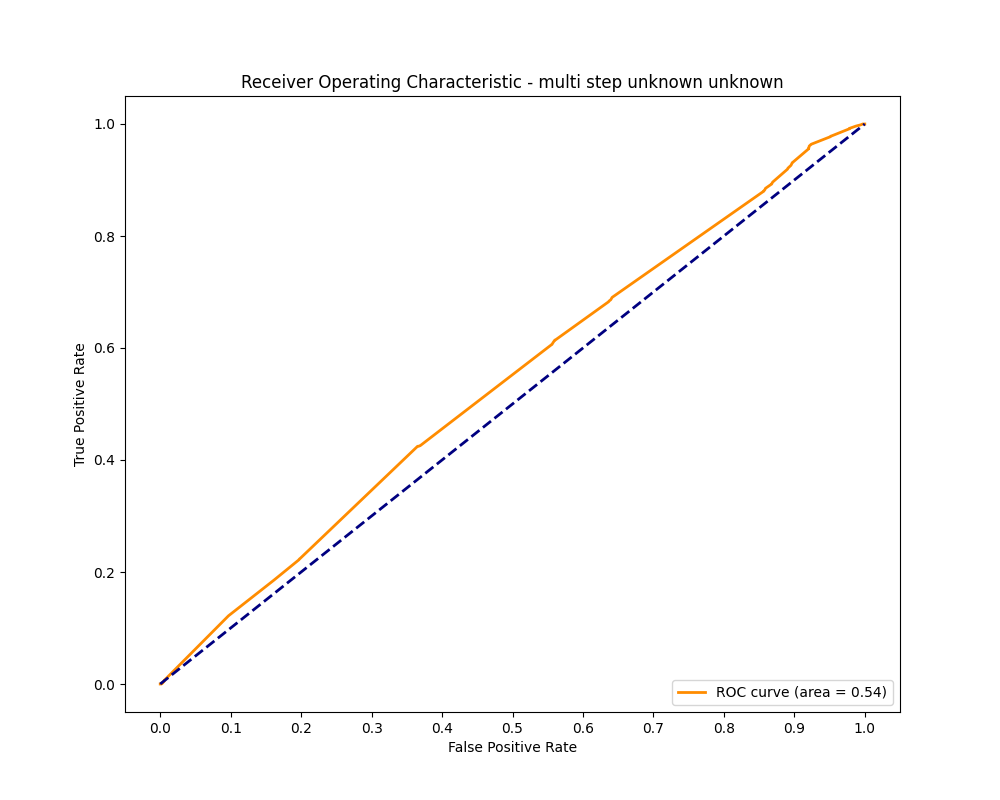 Receiver Operating Characteristic - multi step unknown unknown
1.0
0.8
0.6
0.4
0.2
0.0
True Positive Rate
ROC curve (area = 0.54)
0.0 0.1 0.2 0.3 0.4 0.5 0.6 0.7 0.8 0.9 1.0
False Positive Rate